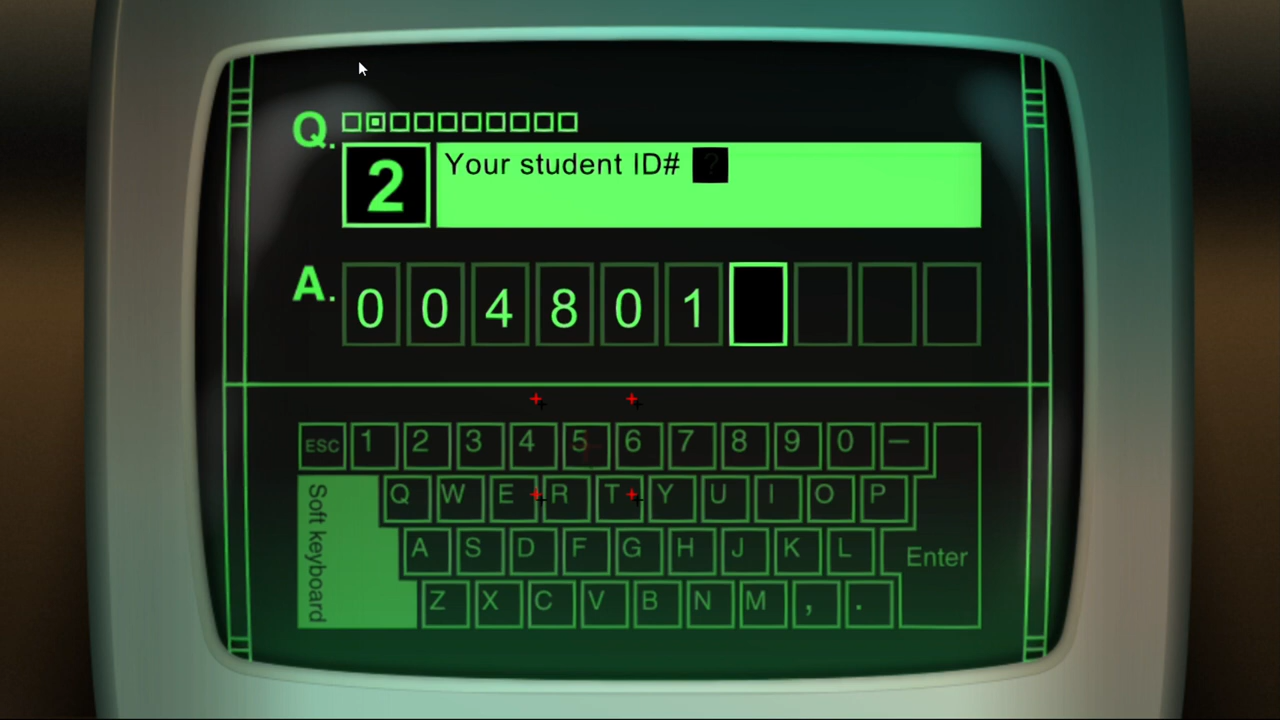 Q.
2
Your student ID# ?
A.
0 0 4 8 0 1
ESC 1 2 3 4 5 6 7 8 9 0 —
Q W E R T Y U I O P
A S D F G H J K L
Z X C V B N M , .
Soft keyboard
Enter